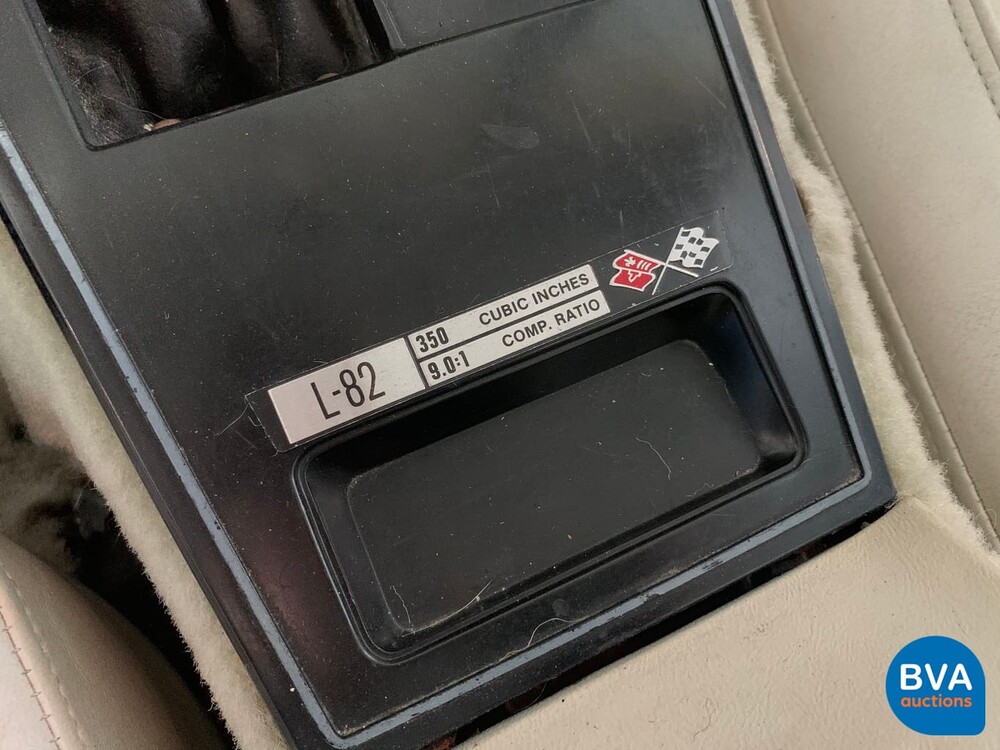 L-82
350 CUBIC INCHES
9.0:1 COMP. RATIO
BVA
auctions